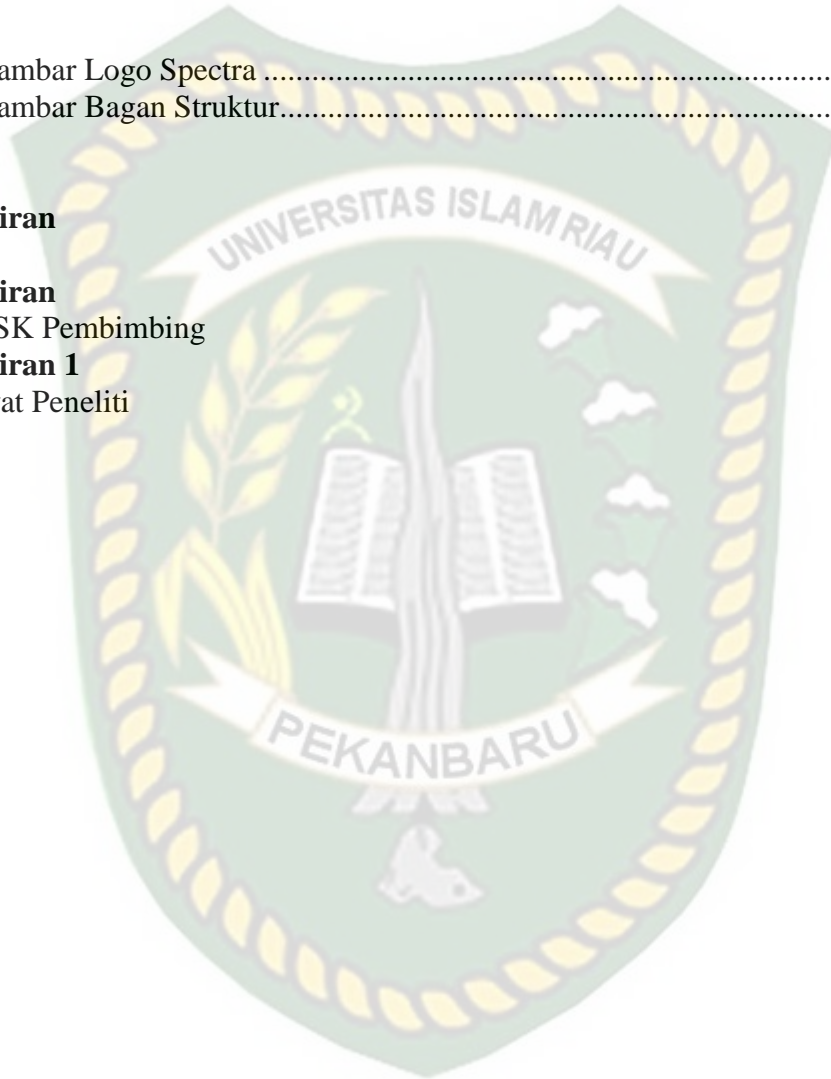 ambar Logo Spectra ....................................................................
ambar Bagan Struktur..................................................................
iran
UNIVERSITAS ISLAM RIAU
iran
SK Pembimbing
iran 1
at Peneliti
PEKANBARU